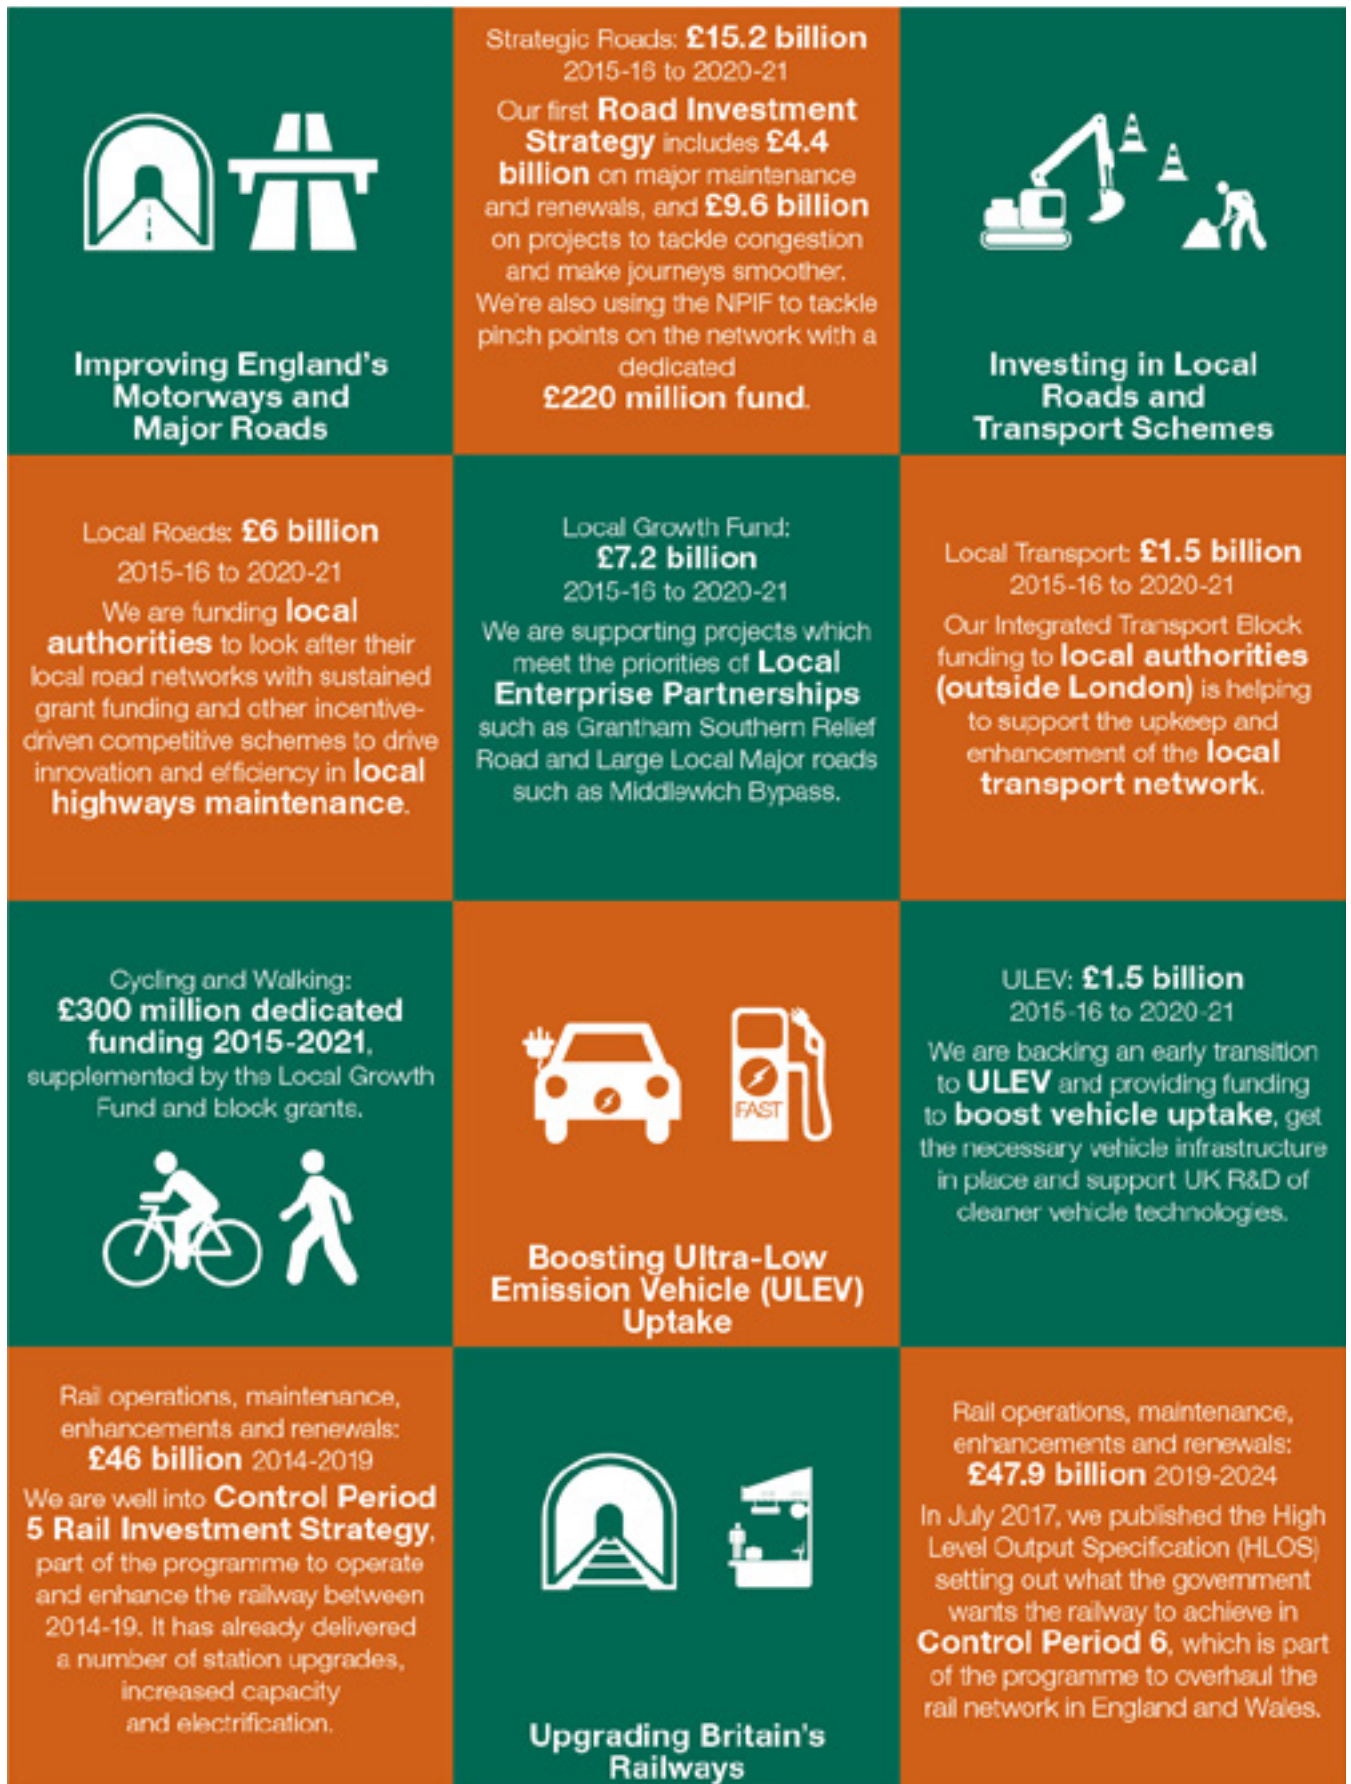 Improving England's
Motorways and
Major Roads
Strategic Roads: £15.2 billion
2015-16 to 2020-21
Our first Road Investment
Strategy includes £4.4
billion on major maintenance
and renewals, and £9.6 billion
on projects to tackle congestion
and make journeys smoother.
We're also using the NPIF to tackle
pinch points on the network with a
dedicated
£220 million fund.
Investing in Local
Roads and
Transport Schemes
Local Roads: £6 billion
2015-16 to 2020-21
We are funding local
authorities to look after their
local road networks with sustained
grant funding and other incentive-
driven competitive schemes to drive
innovation and efficiency in local
highways maintenance.
Local Growth Fund:
£7.2 billion
2015-16 to 2020-21
We are supporting projects which
meet the priorities of Local
Enterprise Partnerships
such as Grantham Southern Relief
Road and Large Local Major roads
such as Middlewich Bypass.
Local Transport: £1.5 billion
2015-16 to 2020-21
Our Integrated Transport Block
funding to local authorities
(outside London) is helping
to support the upkeep and
enhancement of the local
transport network.
Cycling and Walking:
£300 million dedicated
funding 2015-2021,
supplemented by the Local Growth
Fund and block grants.
FAST
Boosting Ultra-Low
Emission Vehicle (ULEV)
Uptake
ULEV: £1.5 billion
2015-16 to 2020-21
We are backing an early transition
to ULEV and providing funding
to boost vehicle uptake, get
the necessary vehicle infrastructure
in place and support UK R&D of
cleaner vehicle technologies.
Rail operations, maintenance,
enhancements and renewals:
£46 billion 2014-2019
We are well into Control Period
5 Rail Investment Strategy,
part of the programme to operate
and enhance the railway between
2014-19. It has already delivered
a number of station upgrades,
increased capacity
and electrification.
Upgrading Britain's
Railways
Rail operations, maintenance,
enhancements and renewals:
£47.9 billion 2019-2024
In July 2017, we published the High
Level Output Specification (HLOS)
setting out what the government
wants the railway to achieve in
Control Period 6, which is part
of the programme to overhaul the
rail network in England and Wales.